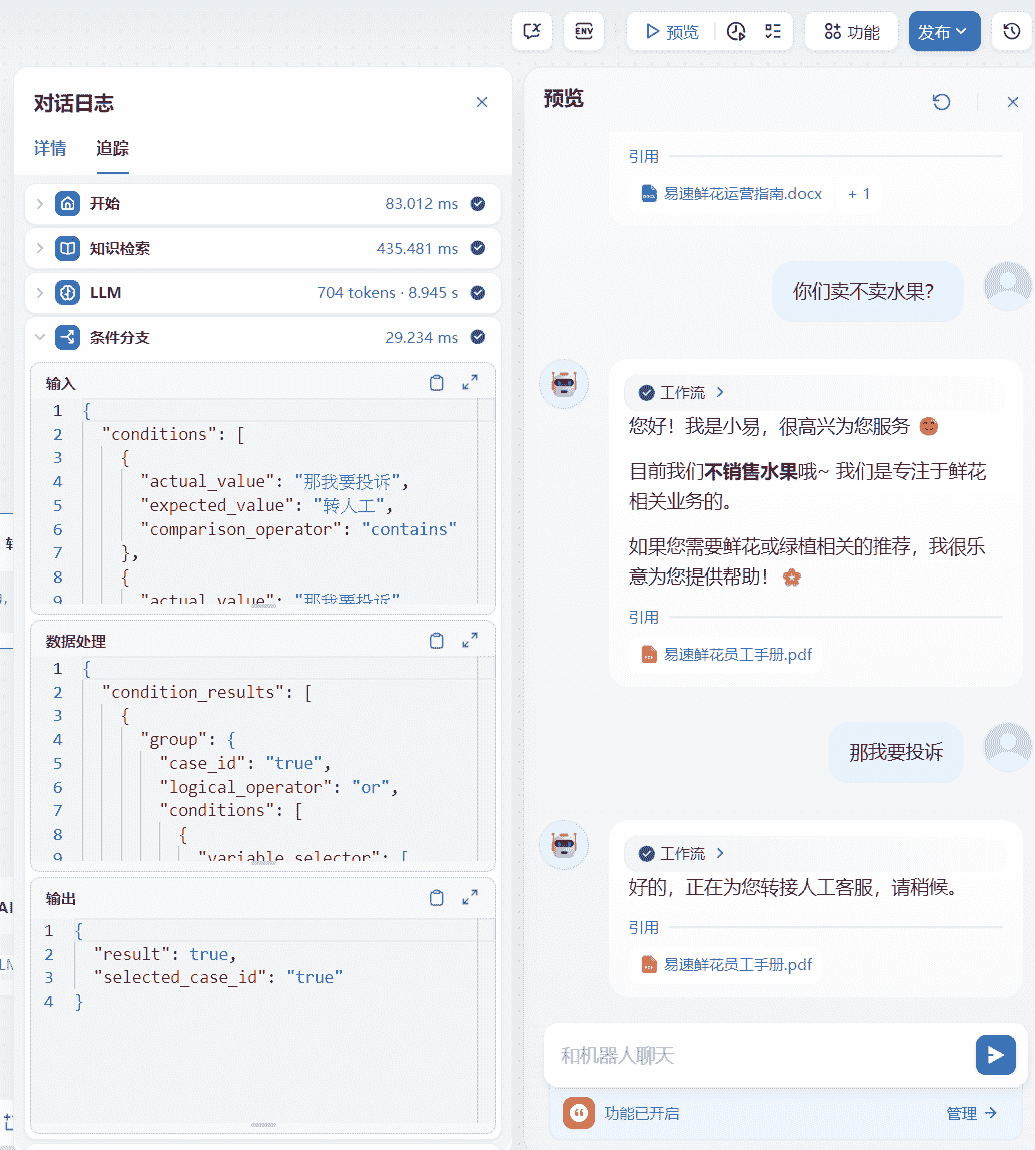 ENV
预览
功能
发布
对话日志
详情
追踪
开始
83.012 ms
知识检索
435.481 ms
LLM
704 tokens · 8.945 s
条件分支
29.234 ms
输入
1 {
2 "conditions": [
3 {
4 "actual_value": "那我要投诉",
5 "expected_value": "转人工",
6 "comparison_operator": "contains"
7 },
8 {
9 "actual_value": "那我要投诉"
数据处理
1 {
2 "condition_results": [
3 {
4 "group": {
5 "case_id": "true",
6 "logical_operator": "or",
7 "conditions": [
8 {
9 "variable_selector": [
输出
1 {
2 "result": true,
3 "selected_case_id": "true"
4 }
预览
引用
易速鲜花运营指南.docx
+ 1
你们卖不卖水果?
工作流
您好!我是小易,很高兴为您服务
目前我们不销售水果哦~ 我们是专注于鲜花
相关业务的。
如果您需要鲜花或绿植相关的推荐,我很乐
意为您提供帮助!
引用
易速鲜花员工手册.pdf
那我要投诉
工作流
好的,正在为您转接人工客服,请稍候。
引用
易速鲜花员工手册.pdf
和机器人聊天
功能已开启
管理